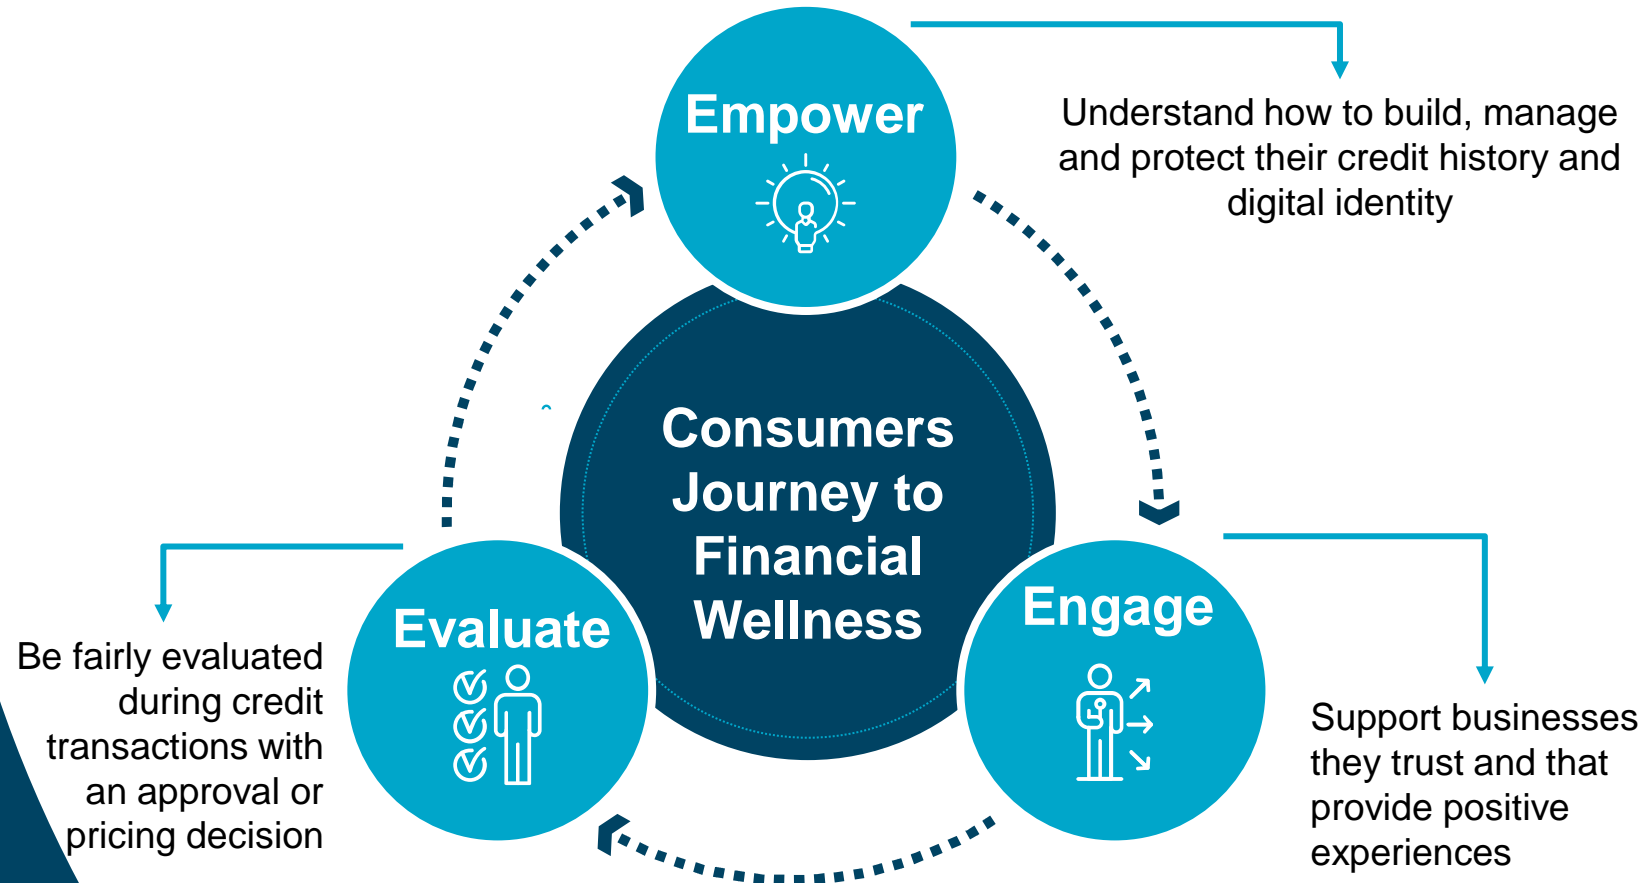 Empower
Understand how to build, manage
and protect their credit history and
digital identity
Consumers
Journey to
Financial
Wellness
Engage
Support businesses
they trust and that
provide positive
experiences
Evaluate
Be fairly evaluated
during credit
transactions with
an approval or
pricing decision